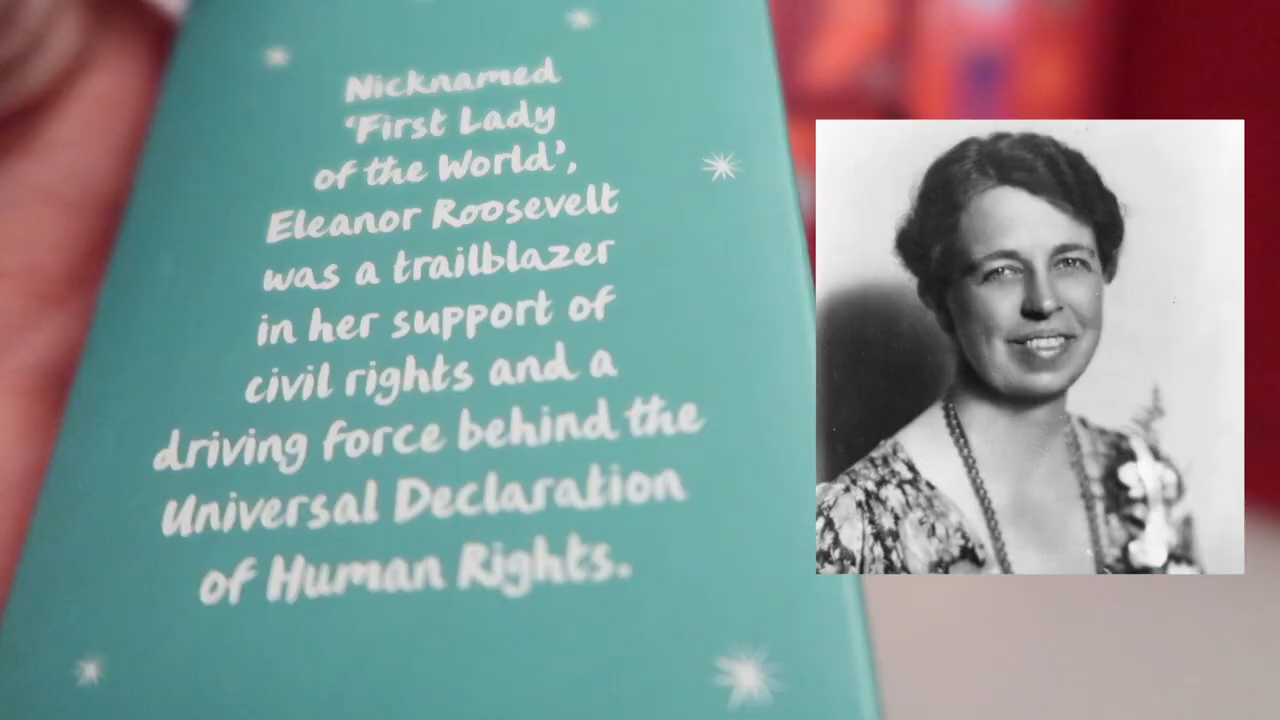 Nicknamed
‘First Lady
of the World’,
Eleanor Roosevelt
was a trailblazer
in her support of
civil rights and a
driving force behind the
Universal Declaration
of Human Rights.